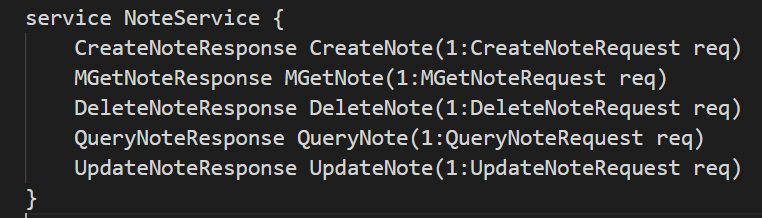 service NoteService {
    CreateNoteResponse CreateNote(1:CreateNoteRequest req)
    MGetNoteResponse MGetNote(1:MGetNoteRequest req)
    DeleteNoteResponse DeleteNote(1:DeleteNoteRequest req)
    QueryNoteResponse QueryNote(1:QueryNoteRequest req)
    UpdateNoteResponse UpdateNote(1:UpdateNoteRequest req)
}